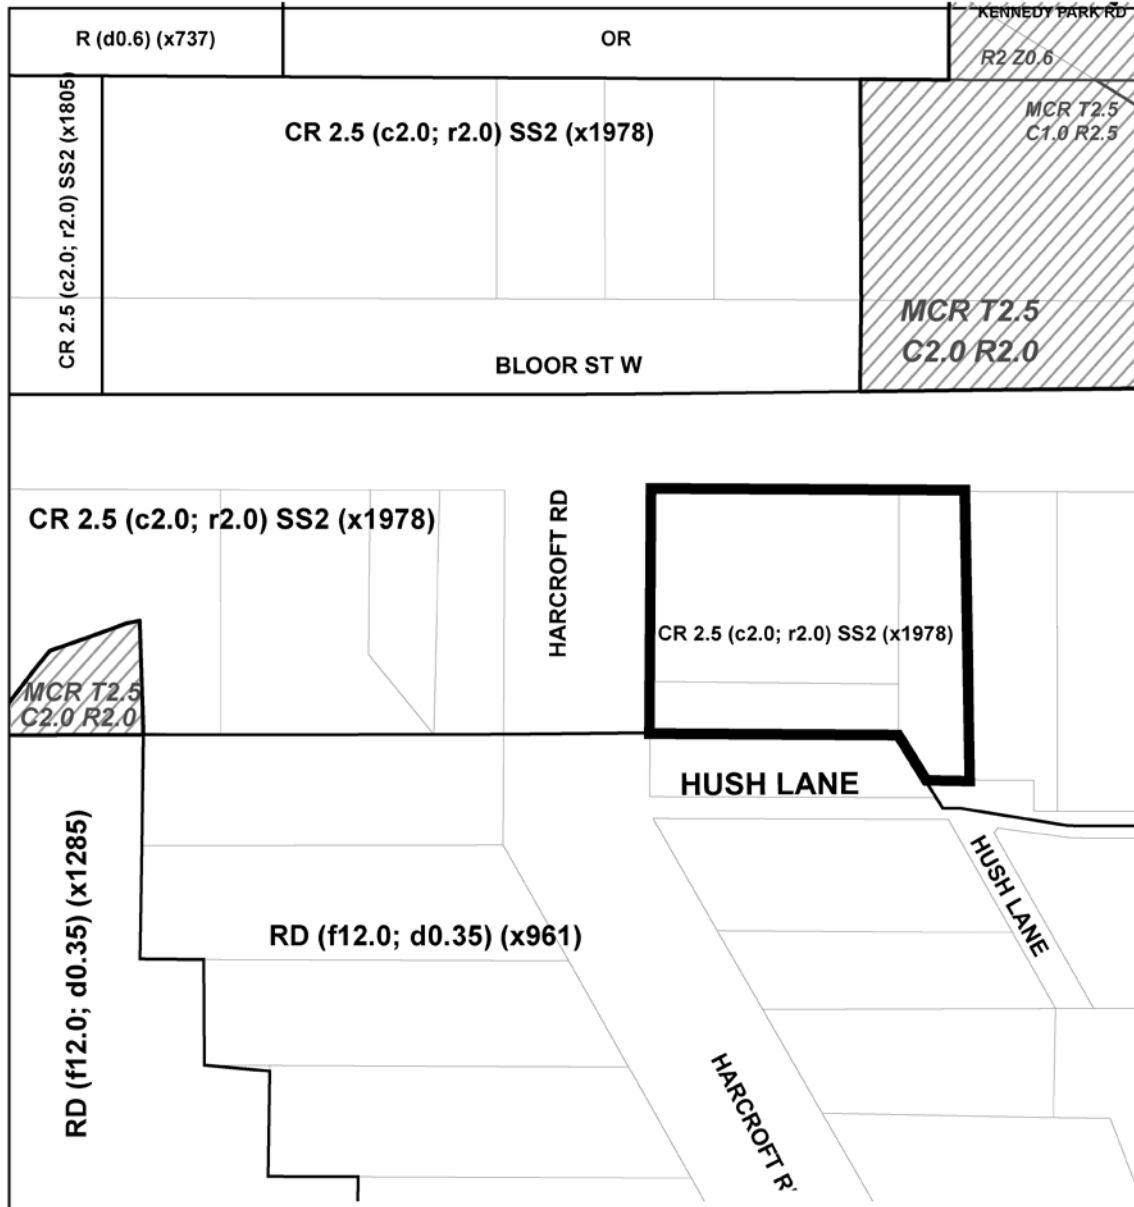 KENNEDY PARK RD
R (d0.6) (x737)
OR
R2 Z0.6
MCR T2.5
C1.0 R2.5
CR 2.5 (c2.0; r2.0) SS2 (x1805)
CR 2.5 (c2.0; r2.0) SS2 (x1978)
MCR T2.5
C2.0 R2.0
BLOOR ST W
CR 2.5 (c2.0; r2.0) SS2 (x1978)
HARCROFT RD
CR 2.5 (c2.0; r2.0) SS2 (x1978)
MCR T2.5
C2.0 R2.0
HUSH LANE
HUSH LANE
RD (f12.0; d0.35) (x1285)
RD (f12.0; d0.35) (x961)
HARCROFT R